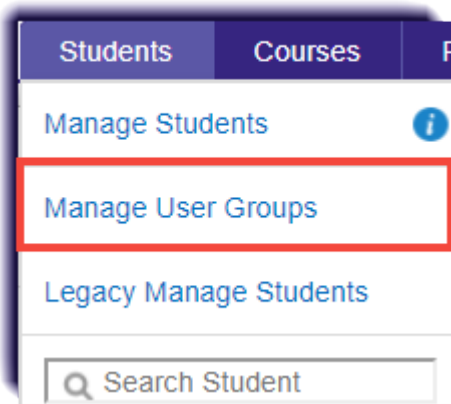 Students Courses
Manage Students
Manage User Groups
Legacy Manage Students
Search Student